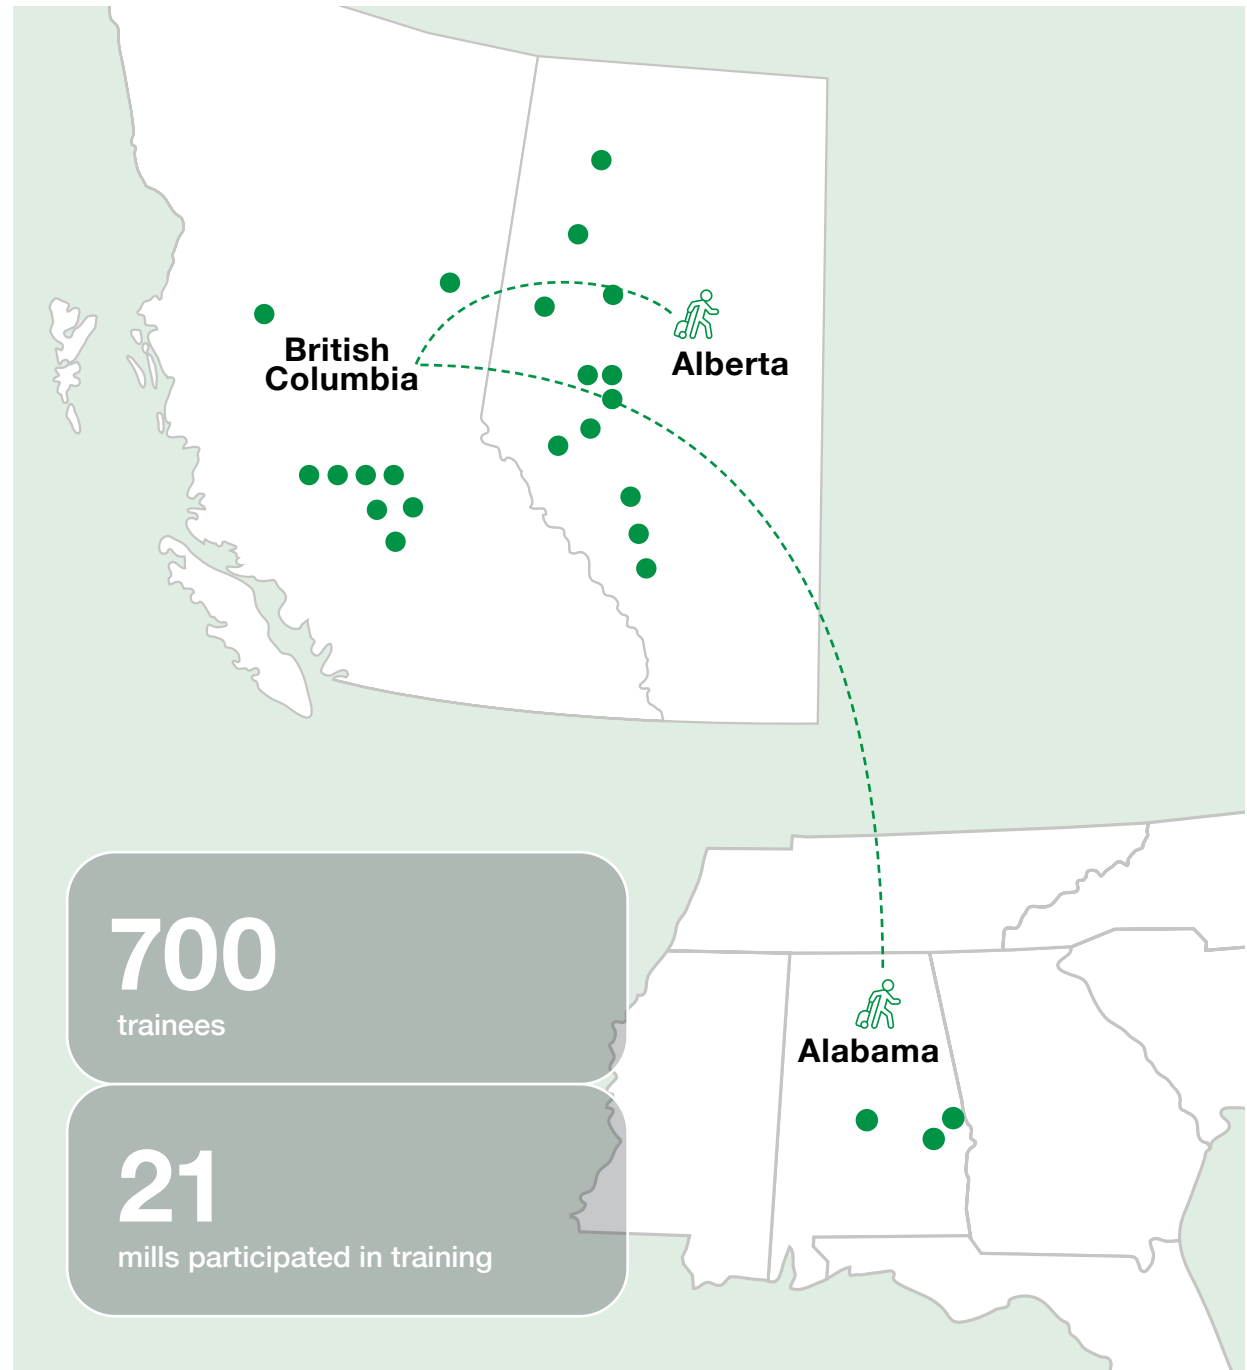 British
Columbia
Alberta
700
trainees
Alabama
21
mills participated in training